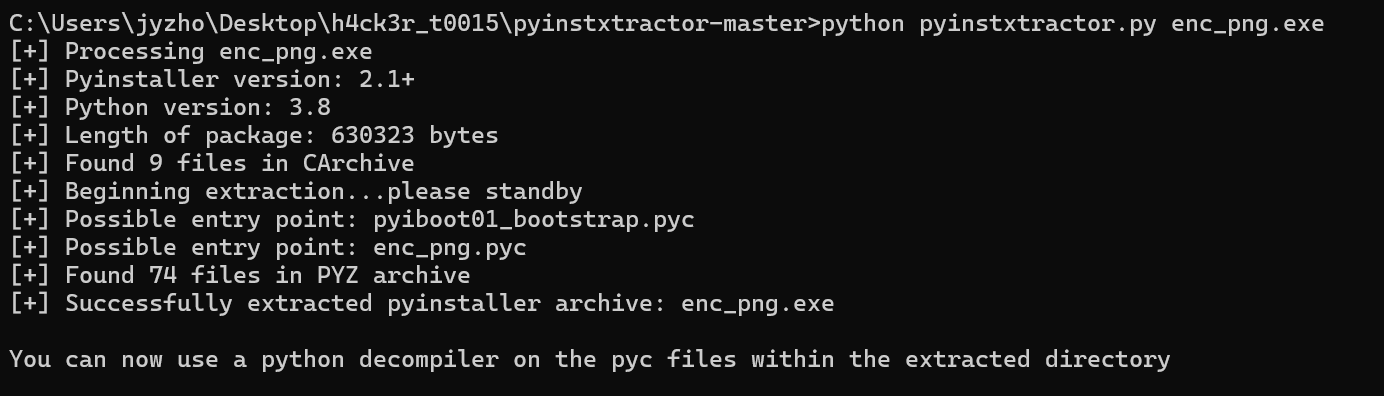 C:\Users\jyzho\Desktop\h4ck3r_t0015\pyinstxtractor-master>python pyinstxtractor.py enc_png.exe
[+] Processing enc_png.exe
[+] Pyinstaller version: 2.1+
[+] Python version: 3.8
[+] Length of package: 630323 bytes
[+] Found 9 files in CArchive
[+] Beginning extraction...please standby
[+] Possible entry point: pyiboot01_bootstrap.pyc
[+] Possible entry point: enc_png.pyc
[+] Found 74 files in PYZ archive
[+] Successfully extracted pyinstaller archive: enc_png.exe
You can now use a python decompiler on the pyc files within the extracted directory